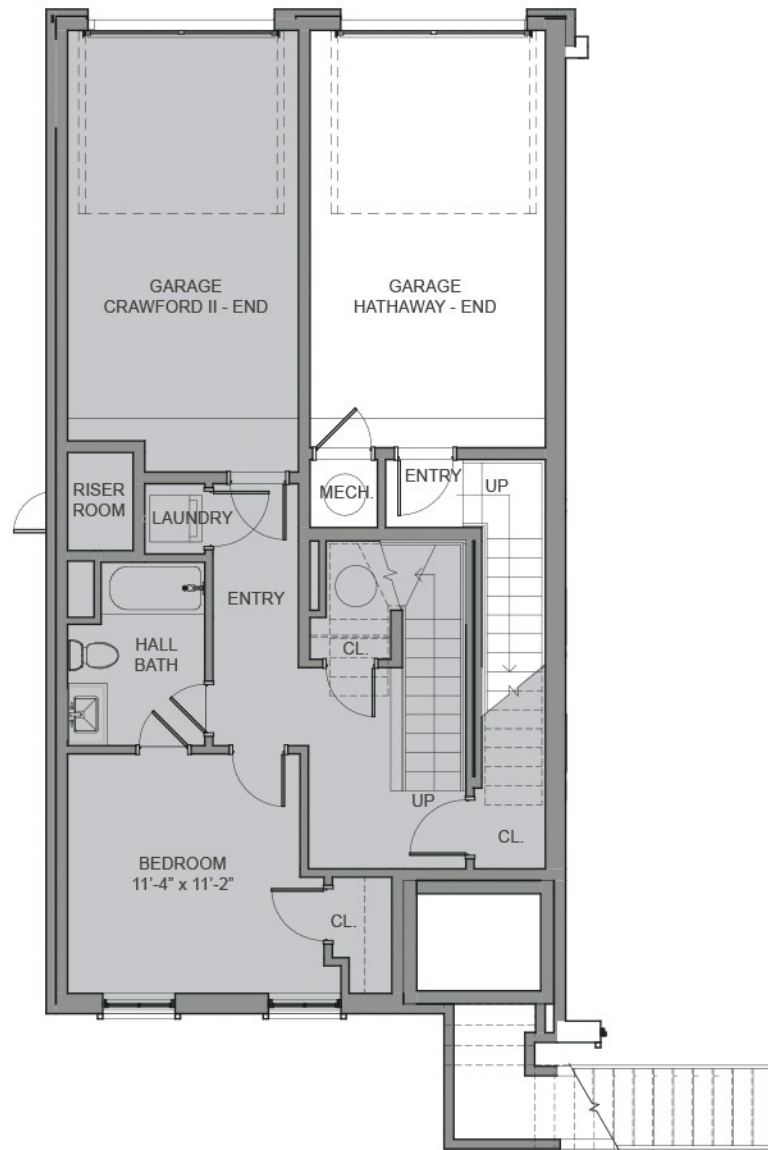 GARAGE
CRAWFORD II - END
GARAGE
HATHAWAY - END
RISER
ROOM
LAUNDRY
MECH.
ENTRY
UP
ENTRY
HALL
BATH
CL.
UP
CL.
BEDROOM
11'-4" x 11'-2"
CL.